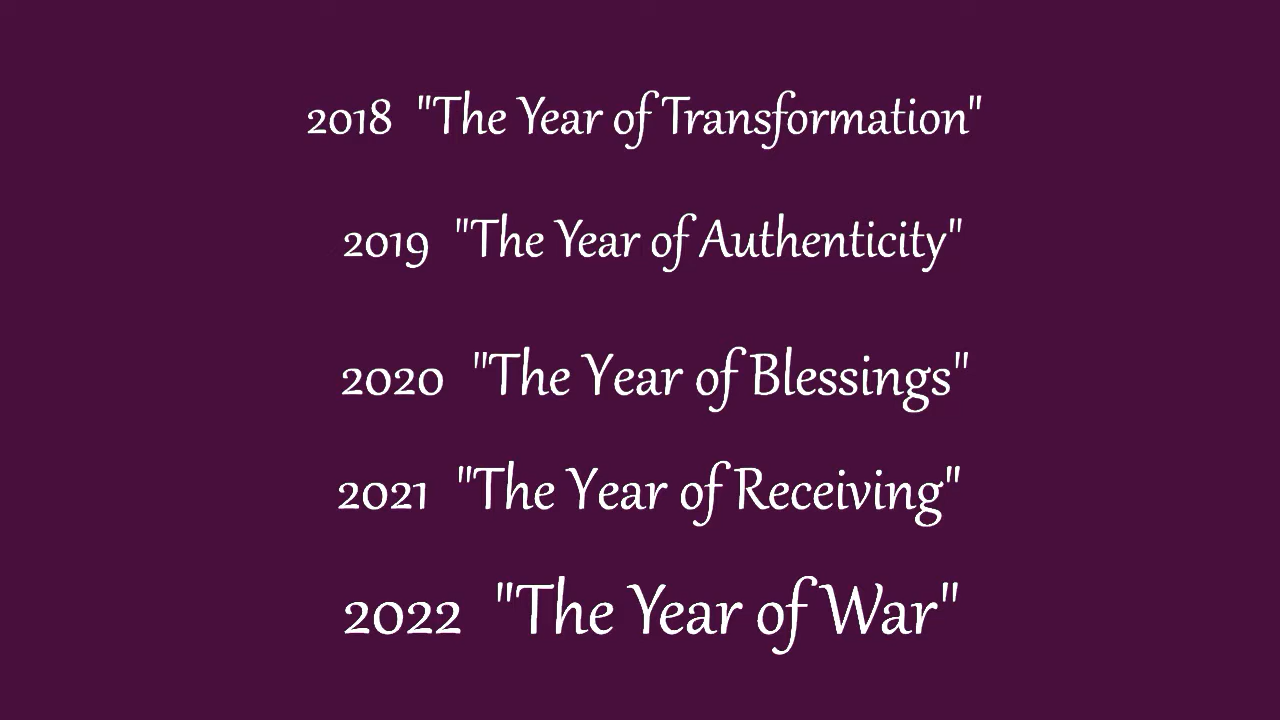 2018 "The Year of Transformation"
2019 "The Year of Authenticity"
2020 "The Year of Blessings"
2021 "The Year of Receiving"
2022 "The Year of War"